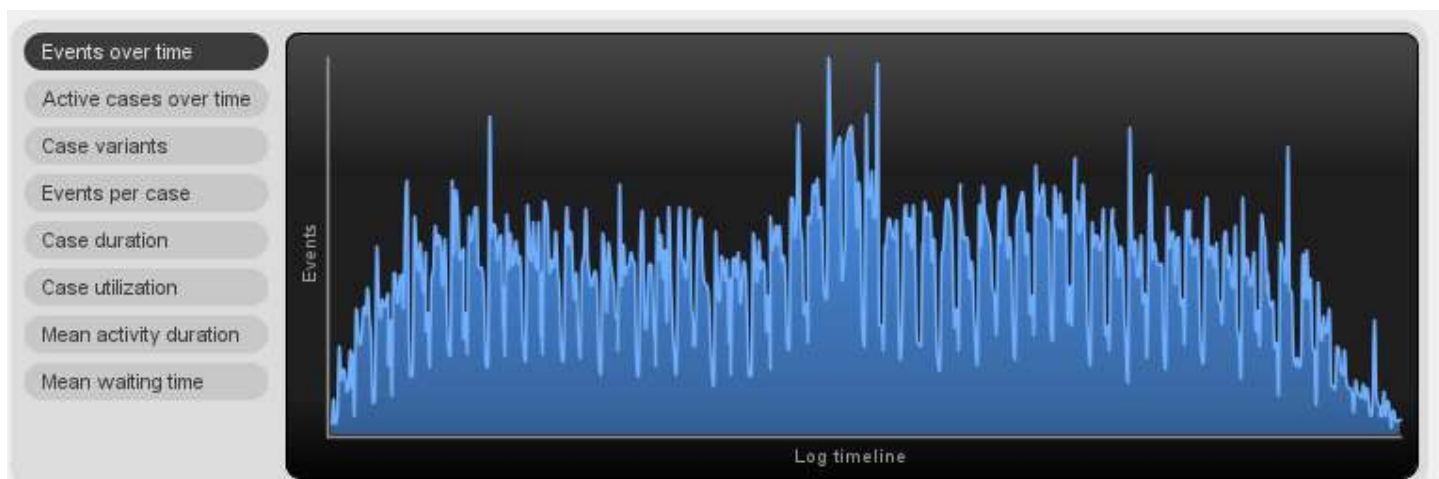 Events over time
Active cases over time
Case variants
Events per case
Case duration
Case utilization
Mean activity duration
Mean waiting time
Events
Log timeline